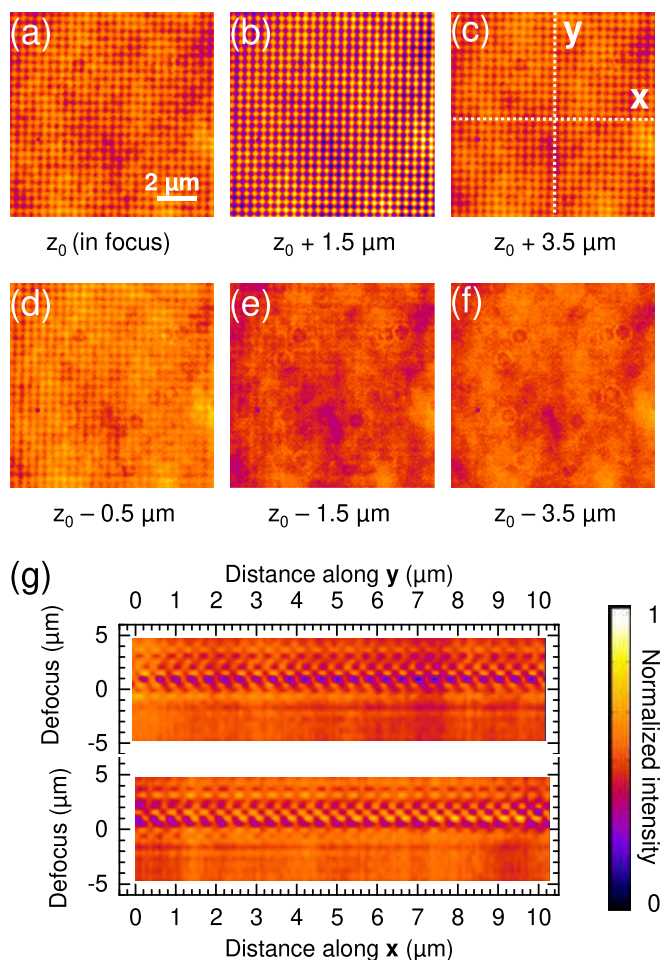 (a)
2 µm
(b)
(c)
y
x
z0 (in focus)
z0 + 1.5 µm
z0 + 3.5 µm
(d)
(e)
(f)
z0 – 0.5 µm
z0 – 1.5 µm
z0 – 3.5 µm
(g)
Distance along y (µm)
0 1 2 3 4 5 6 7 8 9 10
Defocus (µm)
5
0
-5
Defocus (µm)
5
0
-5
0 1 2 3 4 5 6 7 8 9 10
Distance along x (µm)
1
Normalized intensity
0